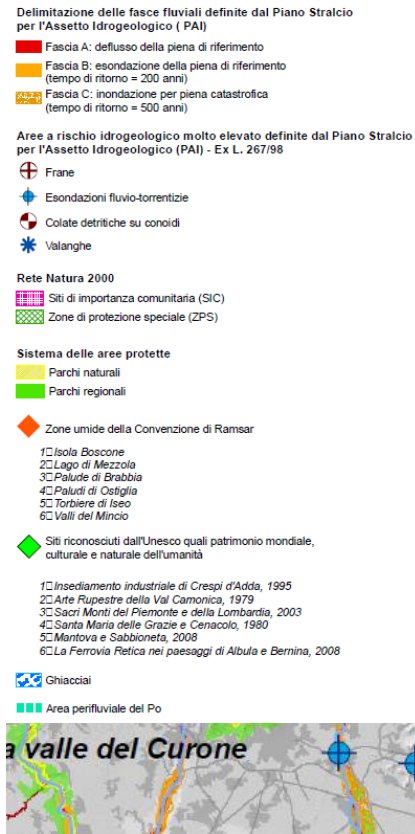 Delimitazione delle fasce fluviali definite dal Piano Stralcio
per l'Assetto Idrogeologico ( PAI)
Fascia A: deflusso della piena di riferimento
Fascia B: esondazione della piena di riferimento
(tempo di ritorno = 200 anni)
Fascia C: inondazione per piena catastrofica
(tempo di ritorno = 500 anni)
Aree a rischio idrogeologico molto elevato definite dal Piano Stralcio
per l'Assetto Idrogeologico (PAI) - Ex L. 267/98
Frane
Esondazioni fluvio-torrentizie
Colate detritiche su conoidi
Valanghe
Rete Natura 2000
Siti di importanza comunitaria (SIC)
Zone di protezione speciale (ZPS)
Sistema delle aree protette
Parchi naturali
Parchi regionali
Zone umide della Convenzione di Ramsar
1□Isola Boscone
2□Lago di Mezzola
3□Palude di Brabbia
4□Paludi di Ostiglia
5□Torbiere di Iseo
6□Valli del Mincio
Siti riconosciuti dall'Unesco quali patrimonio mondiale,
culturale e naturale dell'umanità
1□Insediamento industriale di Crespi d'Adda, 1995
2□Arte Rupestre della Val Camonica, 1979
3□Sacri Monti del Piemonte e della Lombardia, 2003
4□Santa Maria delle Grazie e Cenacolo, 1980
5□Mantova e Sabbioneta, 2008
6□La Ferrovia Retica nei paesaggi di Albula e Bernina, 2008
Ghiacciai
Area perifluviale del Po
a valle del Curone